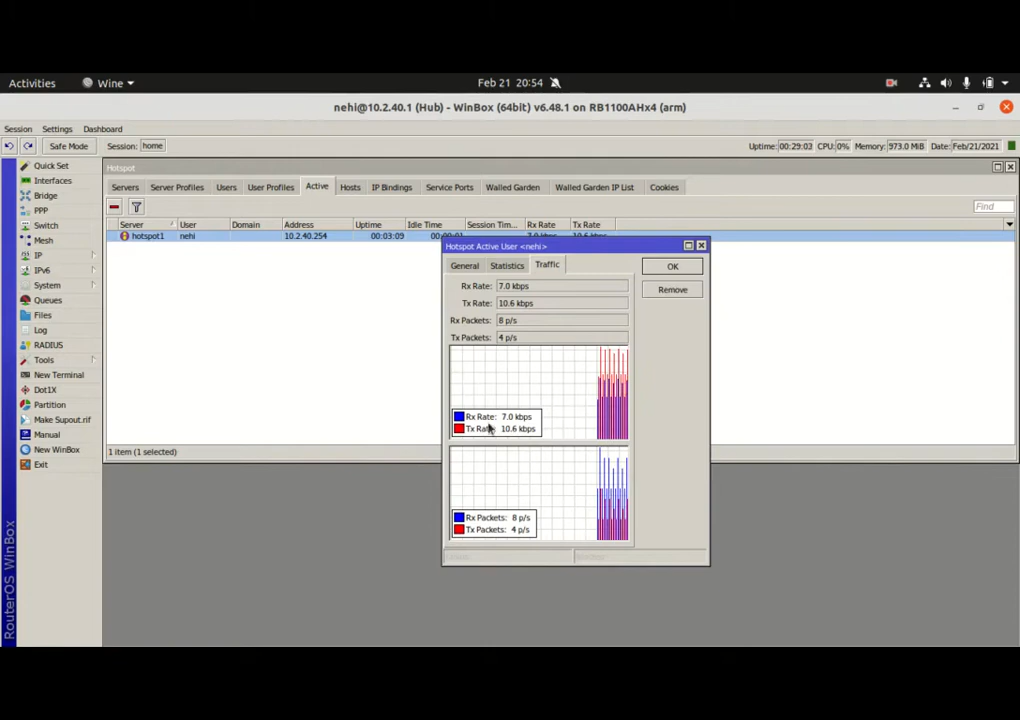 Activities Wine Feb 21 20:54
nehi@10.2.40.1 (Hub) - WinBox (64bit) v6.48.1 on RB1100AHx4 (arm)
Session Settings Dashboard
Safe Mode Session: home Uptime: 00:29:03 CPU: 0% Memory: 973.0 MiB Date: Feb/21/2021
Quick Set
Interfaces
Bridge
PPP
Switch
Mesh
IP
IPv6
System
Queues
Files
Log
RADIUS
Tools
New Terminal
Dot1X
Partition
Make Supout.rif
Manual
New WinBox
Exit
RouterOS WinBox
Hotspot
Servers Server Profiles Users User Profiles Active Hosts IP Bindings Service Ports Walled Garden Walled Garden IP List Cookies
Find
Server User Domain Address Uptime Idle Time Session Tim... Rx Rate Tx Rate
hotspot1 nehi 10.2.40.254 00:03:09
1 item (1 selected)
Hotspot Active User <nehi>
General Statistics Traffic
OK
Remove
Rx Rate: 7.0 kbps
Tx Rate: 10.6 kbps
Rx Packets: 8 p/s
Tx Packets: 4 p/s
Rx Rate: 7.0 kbps
Tx Rate: 10.6 kbps
Rx Packets: 8 p/s
Tx Packets: 4 p/s